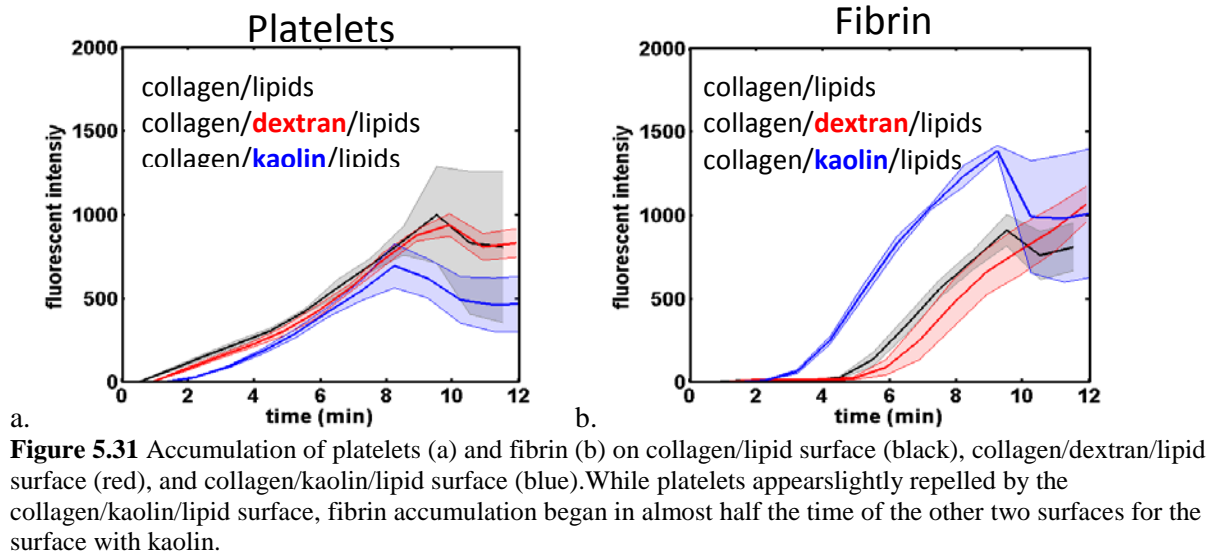 Platelets
2000
1500
1000
500
0
fluorescent intensiy
collagen/lipids
collagen/dextran/lipids
collagen/kaolin/lipids
0 2 4 6 8 10 12
time (min)
a.
Fibrin
2000
1500
1000
500
0
fluorescent intensiy
collagen/lipids
collagen/dextran/lipids
collagen/kaolin/lipids
0 2 4 6 8 10 12
time (min)
b.
Figure 5.31 Accumulation of platelets (a) and fibrin (b) on collagen/lipid surface (black), collagen/dextran/lipid
surface (red), and collagen/kaolin/lipid surface (blue).While platelets appearslightly repelled by the
collagen/kaolin/lipid surface, fibrin accumulation began in almost half the time of the other two surfaces for the
surface with kaolin.